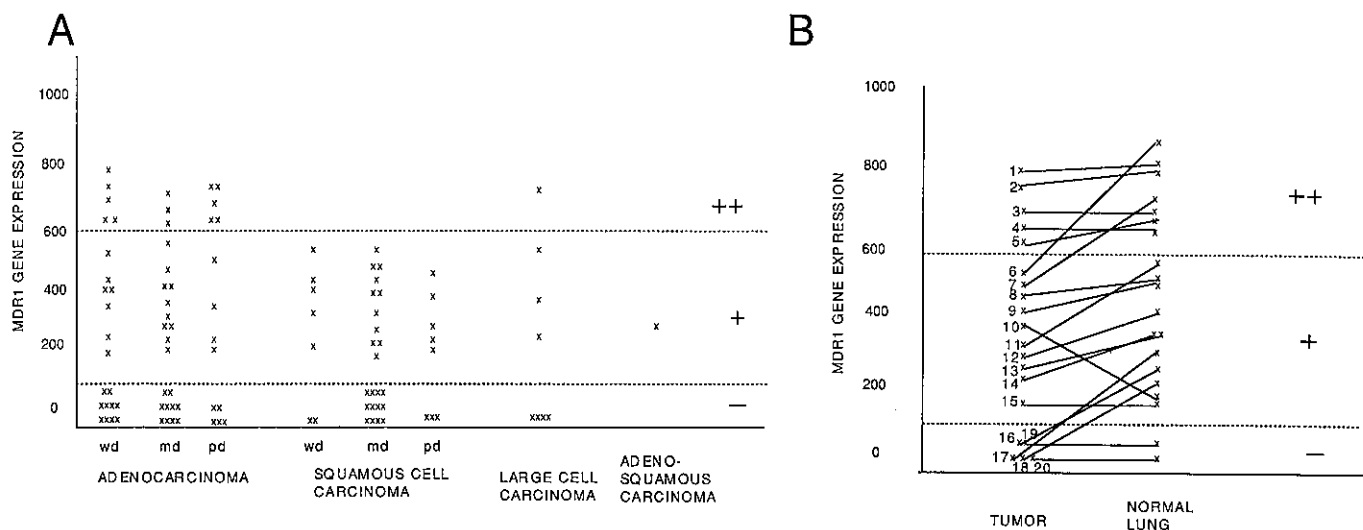 A
MDR1 GENE EXPRESSION
1000
800
600
400
200
0
++
+
–
wd md pd
wd md pd
ADENOCARCINOMA
SQUAMOUS CELL
CARCINOMA
LARGE CELL
CARCINOMA
ADENO-
SQUAMOUS
CARCINOMA
B
MDR1 GENE EXPRESSION
1000
800
600
400
200
0
1
2
3
4
5
6
7
8
9
10
11
12
13
14
15
16 19
17
18 20
++
+
–
TUMOR
NORMAL
LUNG